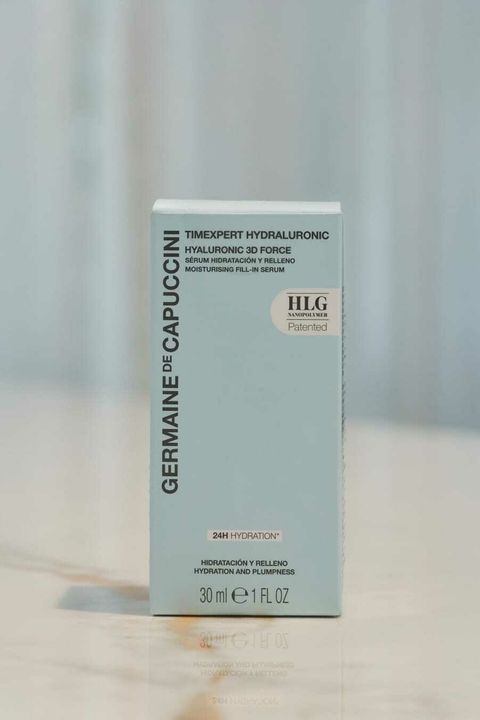 GERMAINE DE CAPUCCINI
TIMEXPERT HYDRALURONIC
HYALURONIC 3D FORCE
SÉRUM HIDRATACIÓN Y RELLENO
MOISTURISING FILL-IN SERUM
HLG
NANOPOLYMER
Patented
24H HYDRATION*
HIDRATACIÓN Y RELLENO
HYDRATION AND PLUMPNESS
30 ml ℮ 1 FL OZ